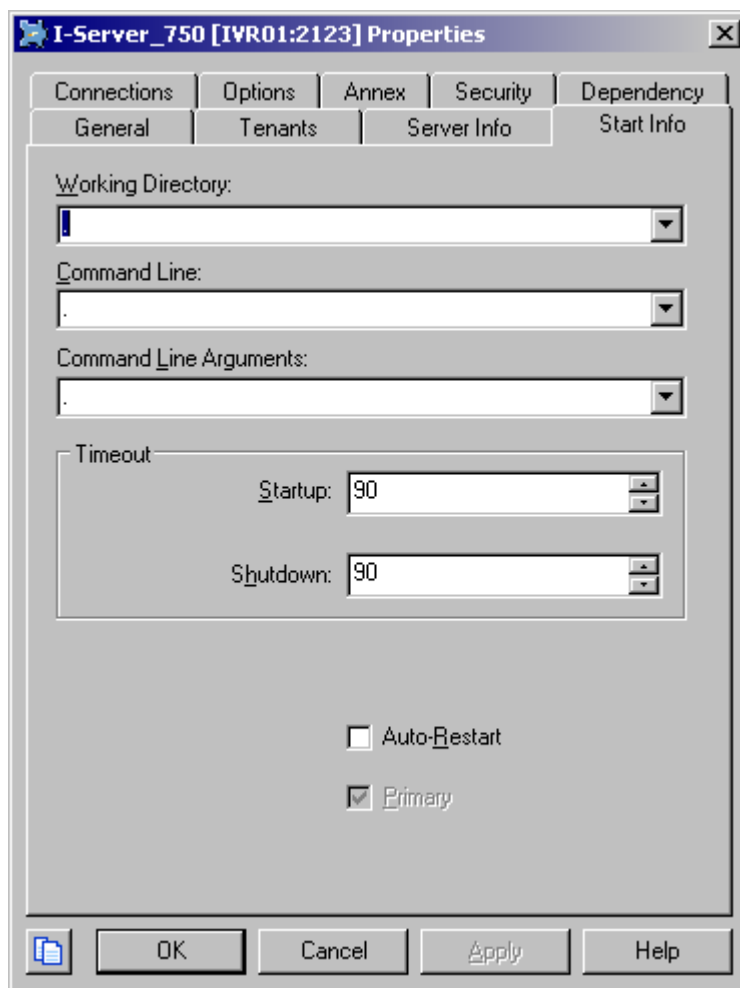 I-Server_750 [IVR01:2123] Properties
Connections Options Annex Security Dependency
General Tenants Server Info Start Info
Working Directory:
.
Command Line:
.
Command Line Arguments:
.
Timeout
Startup: 90
Shutdown: 90
Auto-Restart
Primary
OK Cancel Apply Help